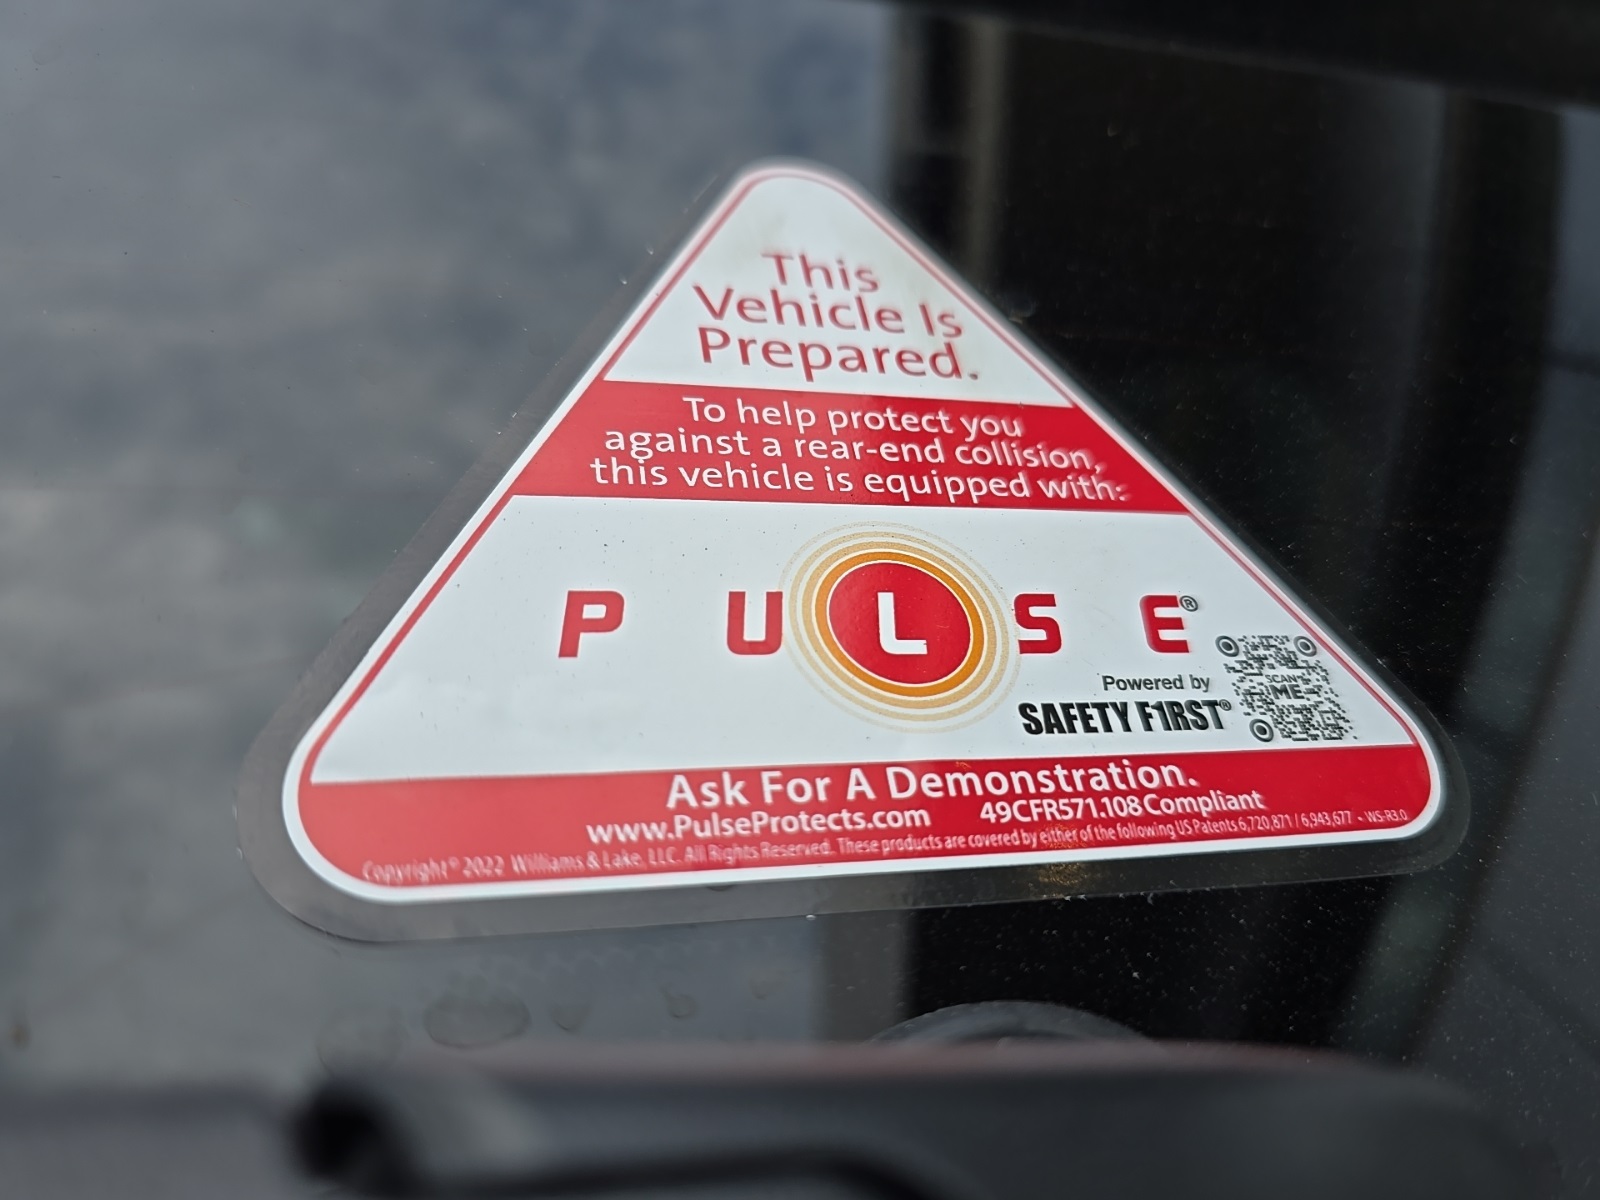 This
Vehicle Is
Prepared.
To help protect you
against a rear-end collision,
this vehicle is equipped with:
PULSE®
Powered by
SAFETY F1RST®
SCAN
ME
Ask For A Demonstration.
www.PulseProtects.com 49CFR571.108 Compliant
Copyright® 2022 Williams & Lake, LLC. All Rights Reserved. These products are covered by either of the following US Patents 6,720,871 / 6,943,677 - WS-R3.0